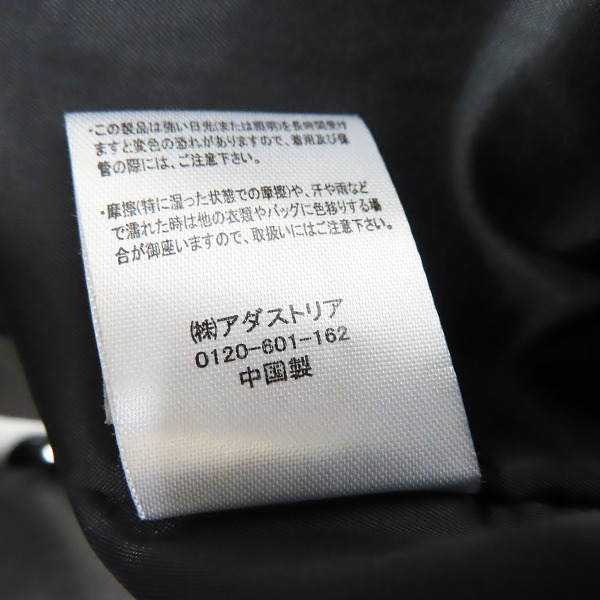 ・この製品は強い日光(または照明)を長時間受け
ますと変色の恐れがありますので、着用及び保
管の際には、ご注意下さい。
・摩擦(特に湿った状態での摩擦)や、汗や雨など
で濡れた時は他の衣類やバッグに色移りする場
合が御座いますので、取扱いにはご注意下さい。
㈱アダストリア
0120-601-162
中国製